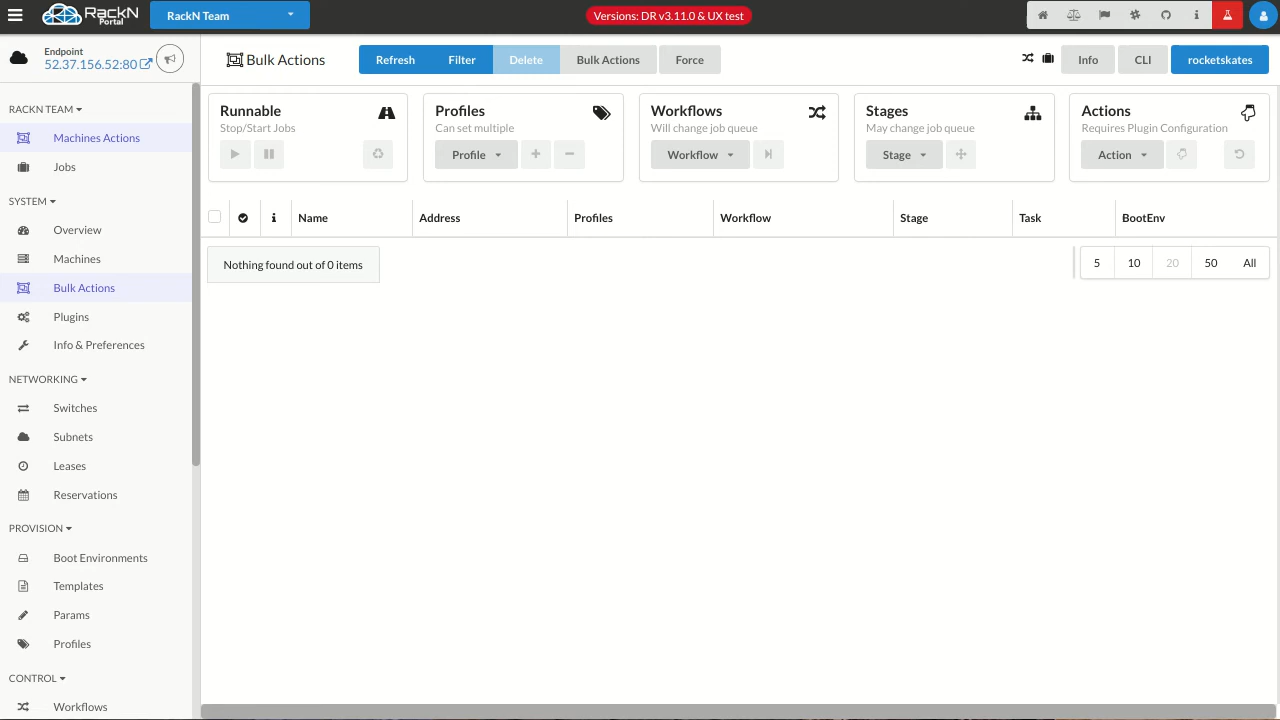 RackN Portal
RackN Team
Versions: DR v3.11.0 & UX test
Endpoint
52.37.156.52:80
Bulk Actions
Refresh
Filter
Delete
Bulk Actions
Force
Info
CLI
rocketskates
RACKN TEAM
Machines Actions
Jobs
SYSTEM
Overview
Machines
Bulk Actions
Plugins
Info & Preferences
NETWORKING
Switches
Subnets
Leases
Reservations
PROVISION
Boot Environments
Templates
Params
Profiles
CONTROL
Workflows
Runnable
Stop/Start Jobs
Profiles
Can set multiple
Profile
Workflows
Will change job queue
Workflow
Stages
May change job queue
Stage
Actions
Requires Plugin Configuration
Action
Name
Address
Profiles
Workflow
Stage
Task
BootEnv
Nothing found out of 0 items
5
10
20
50
All